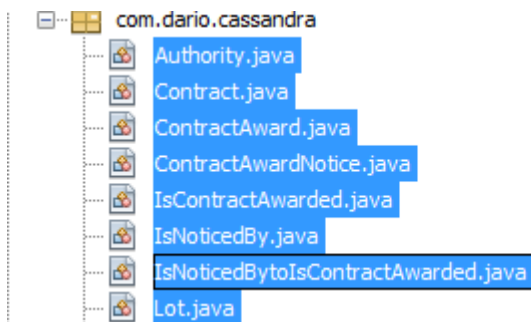 com.dario.cassandra
Authority.java
Contract.java
ContractAward.java
ContractAwardNotice.java
IsContractAwarded.java
IsNoticedBy.java
IsNoticedBytoIsContractAwarded.java
Lot.java